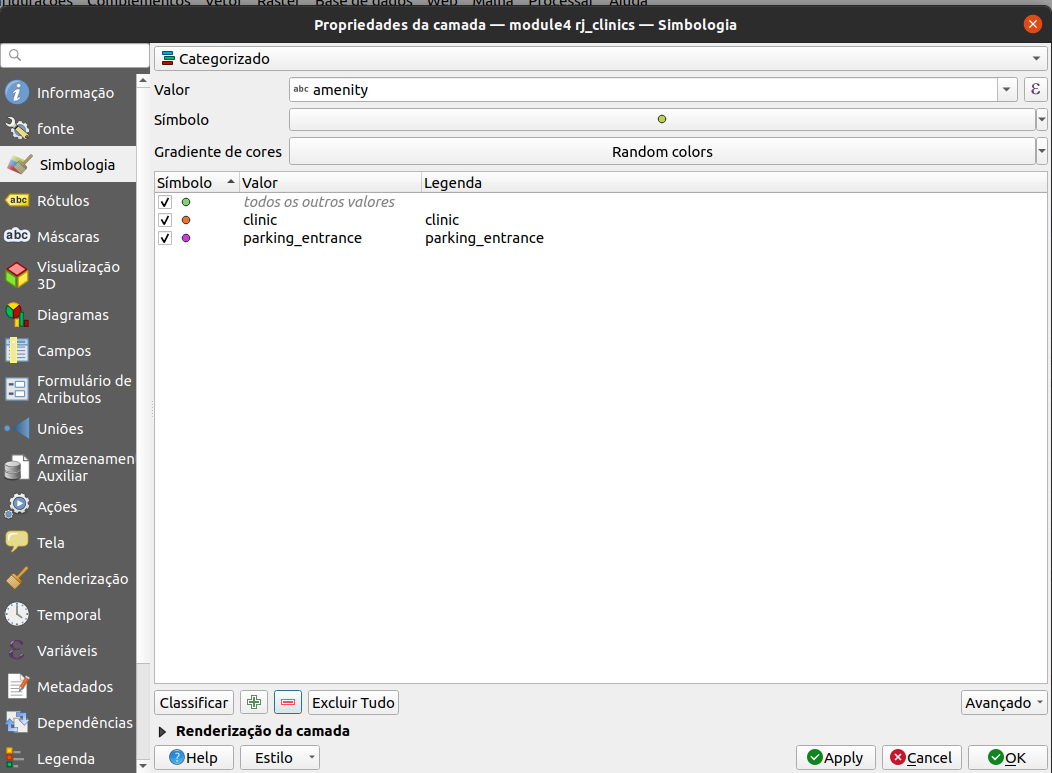 Propriedades da camada — module4 rj_clinics — Simbologia
Categorizado
Informação
fonte
Simbologia
abc Rótulos
abc Máscaras
Visualização
3D
Diagramas
Campos
Formulário de
Atributos
Uniões
Armazenamen
Auxiliar
Ações
Tela
Renderização
Temporal
Variáveis
Metadados
Dependências
Legenda
Valor abc amenity ε
Símbolo
Gradiente de cores Random colors
Símbolo Valor Legenda
todos os outros valores
clinic clinic
parking_entrance parking_entrance
Classificar Excluir Tudo Avançado
Renderização da camada
Help Estilo Apply Cancel OK